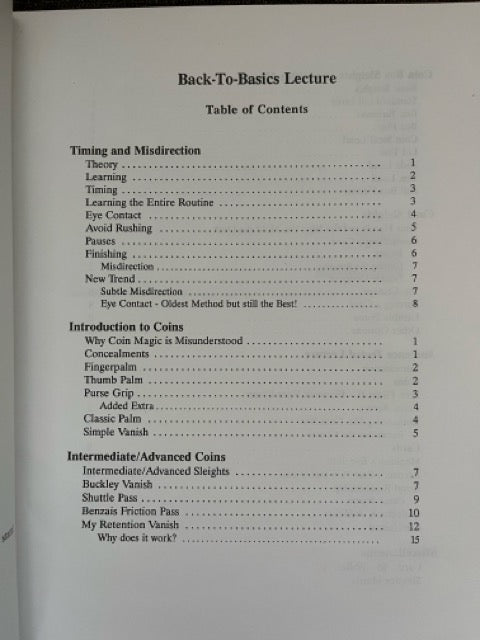 Back-To-Basics Lecture
Table of Contents
Timing and Misdirection
Theory . . . . . . . . . . . . . . . . . . . . . . . . . . . . . . . . . . . . . . . . 1
Learning . . . . . . . . . . . . . . . . . . . . . . . . . . . . . . . . . . . . . . . . 2
Timing . . . . . . . . . . . . . . . . . . . . . . . . . . . . . . . . . . . . . . . . 3
Learning the Entire Routine . . . . . . . . . . . . . . . . . . . . . . . . . . 3
Eye Contact . . . . . . . . . . . . . . . . . . . . . . . . . . . . . . . . . . . . 4
Avoid Rushing . . . . . . . . . . . . . . . . . . . . . . . . . . . . . . . . . . 5
Pauses . . . . . . . . . . . . . . . . . . . . . . . . . . . . . . . . . . . . . . . . 6
Finishing . . . . . . . . . . . . . . . . . . . . . . . . . . . . . . . . . . . . . . 6
Misdirection . . . . . . . . . . . . . . . . . . . . . . . . . . . . . . . . . . 7
New Trend . . . . . . . . . . . . . . . . . . . . . . . . . . . . . . . . . . . . . 7
Subtle Misdirection . . . . . . . . . . . . . . . . . . . . . . . . . . . . . 7
Eye Contact - Oldest Method but still the Best! . . . . . . . . . . . . 8
Introduction to Coins
Why Coin Magic is Misunderstood . . . . . . . . . . . . . . . . . . . . . 1
Concealments . . . . . . . . . . . . . . . . . . . . . . . . . . . . . . . . . . 1
Fingerpalm . . . . . . . . . . . . . . . . . . . . . . . . . . . . . . . . . . . . 2
Thumb Palm . . . . . . . . . . . . . . . . . . . . . . . . . . . . . . . . . . . 2
Purse Grip . . . . . . . . . . . . . . . . . . . . . . . . . . . . . . . . . . . . . 3
Added Extra . . . . . . . . . . . . . . . . . . . . . . . . . . . . . . . . . . 4
Classic Palm . . . . . . . . . . . . . . . . . . . . . . . . . . . . . . . . . . . 4
Simple Vanish . . . . . . . . . . . . . . . . . . . . . . . . . . . . . . . . . . 5
Intermediate/Advanced Coins
Intermediate/Advanced Sleights . . . . . . . . . . . . . . . . . . . . . . . 7
Buckley Vanish . . . . . . . . . . . . . . . . . . . . . . . . . . . . . . . . . 7
Shuttle Pass . . . . . . . . . . . . . . . . . . . . . . . . . . . . . . . . . . . 9
Benzais Friction Pass . . . . . . . . . . . . . . . . . . . . . . . . . . . . . 10
My Retention Vanish . . . . . . . . . . . . . . . . . . . . . . . . . . . . . 12
Why does it work? . . . . . . . . . . . . . . . . . . . . . . . . . . . . . . 15